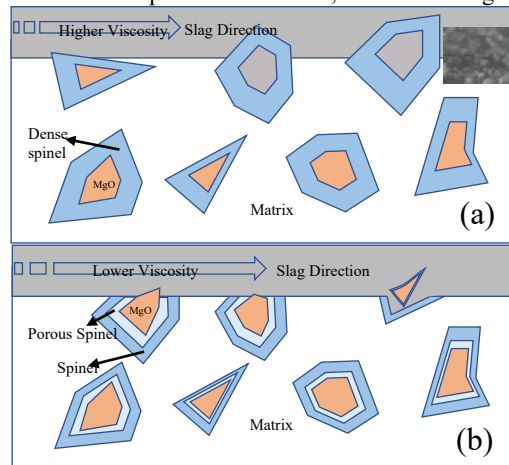 Higher Viscosity Slag Direction
Dense
spinel
MgO
Matrix
(a)
Lower Viscosity Slag Direction
MgO
Porous Spinel
Spinel
Matrix
(b)